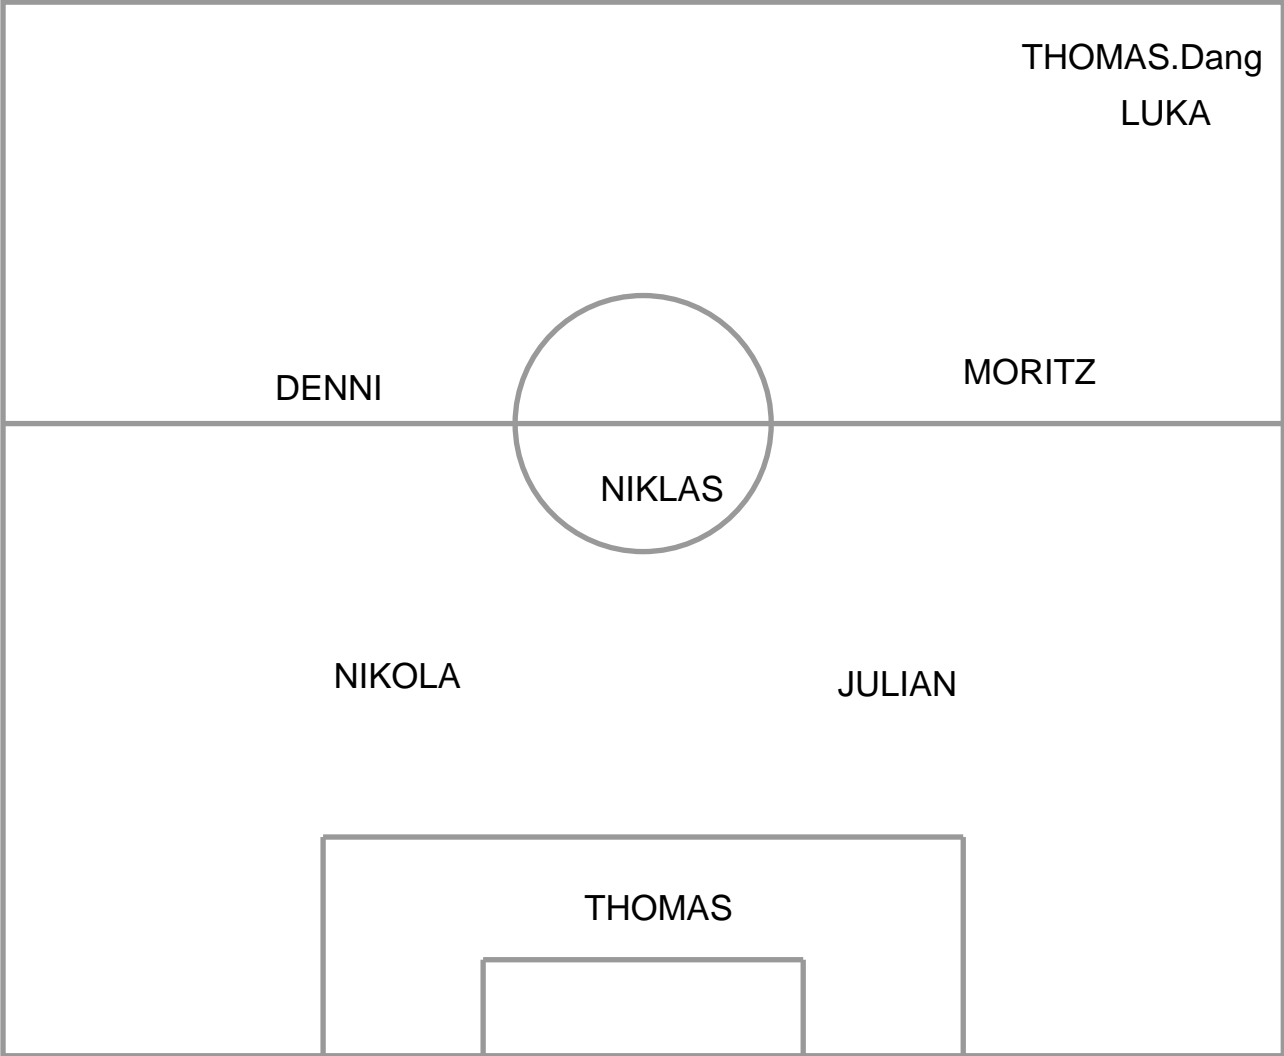 THOMAS.Dang
LUKA
MORITZ
DENNI
NIKLAS
NIKOLA
JULIAN
THOMAS